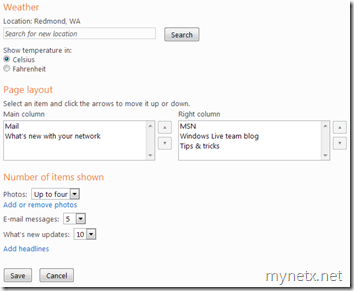 Weather
Location: Redmond, WA
Search for new location
Search
Show temperature in:
Celsius
Fahrenheit
Page layout
Select an item and click the arrows to move it up or down.
Main column
Right column
Mail
What's new with your network
MSN
Windows Live team blog
Tips & tricks
Number of items shown
Photos: Up to four
Add or remove photos
E-mail messages: 5
What's new updates: 10
Add headlines
Save
Cancel
mynetx.net